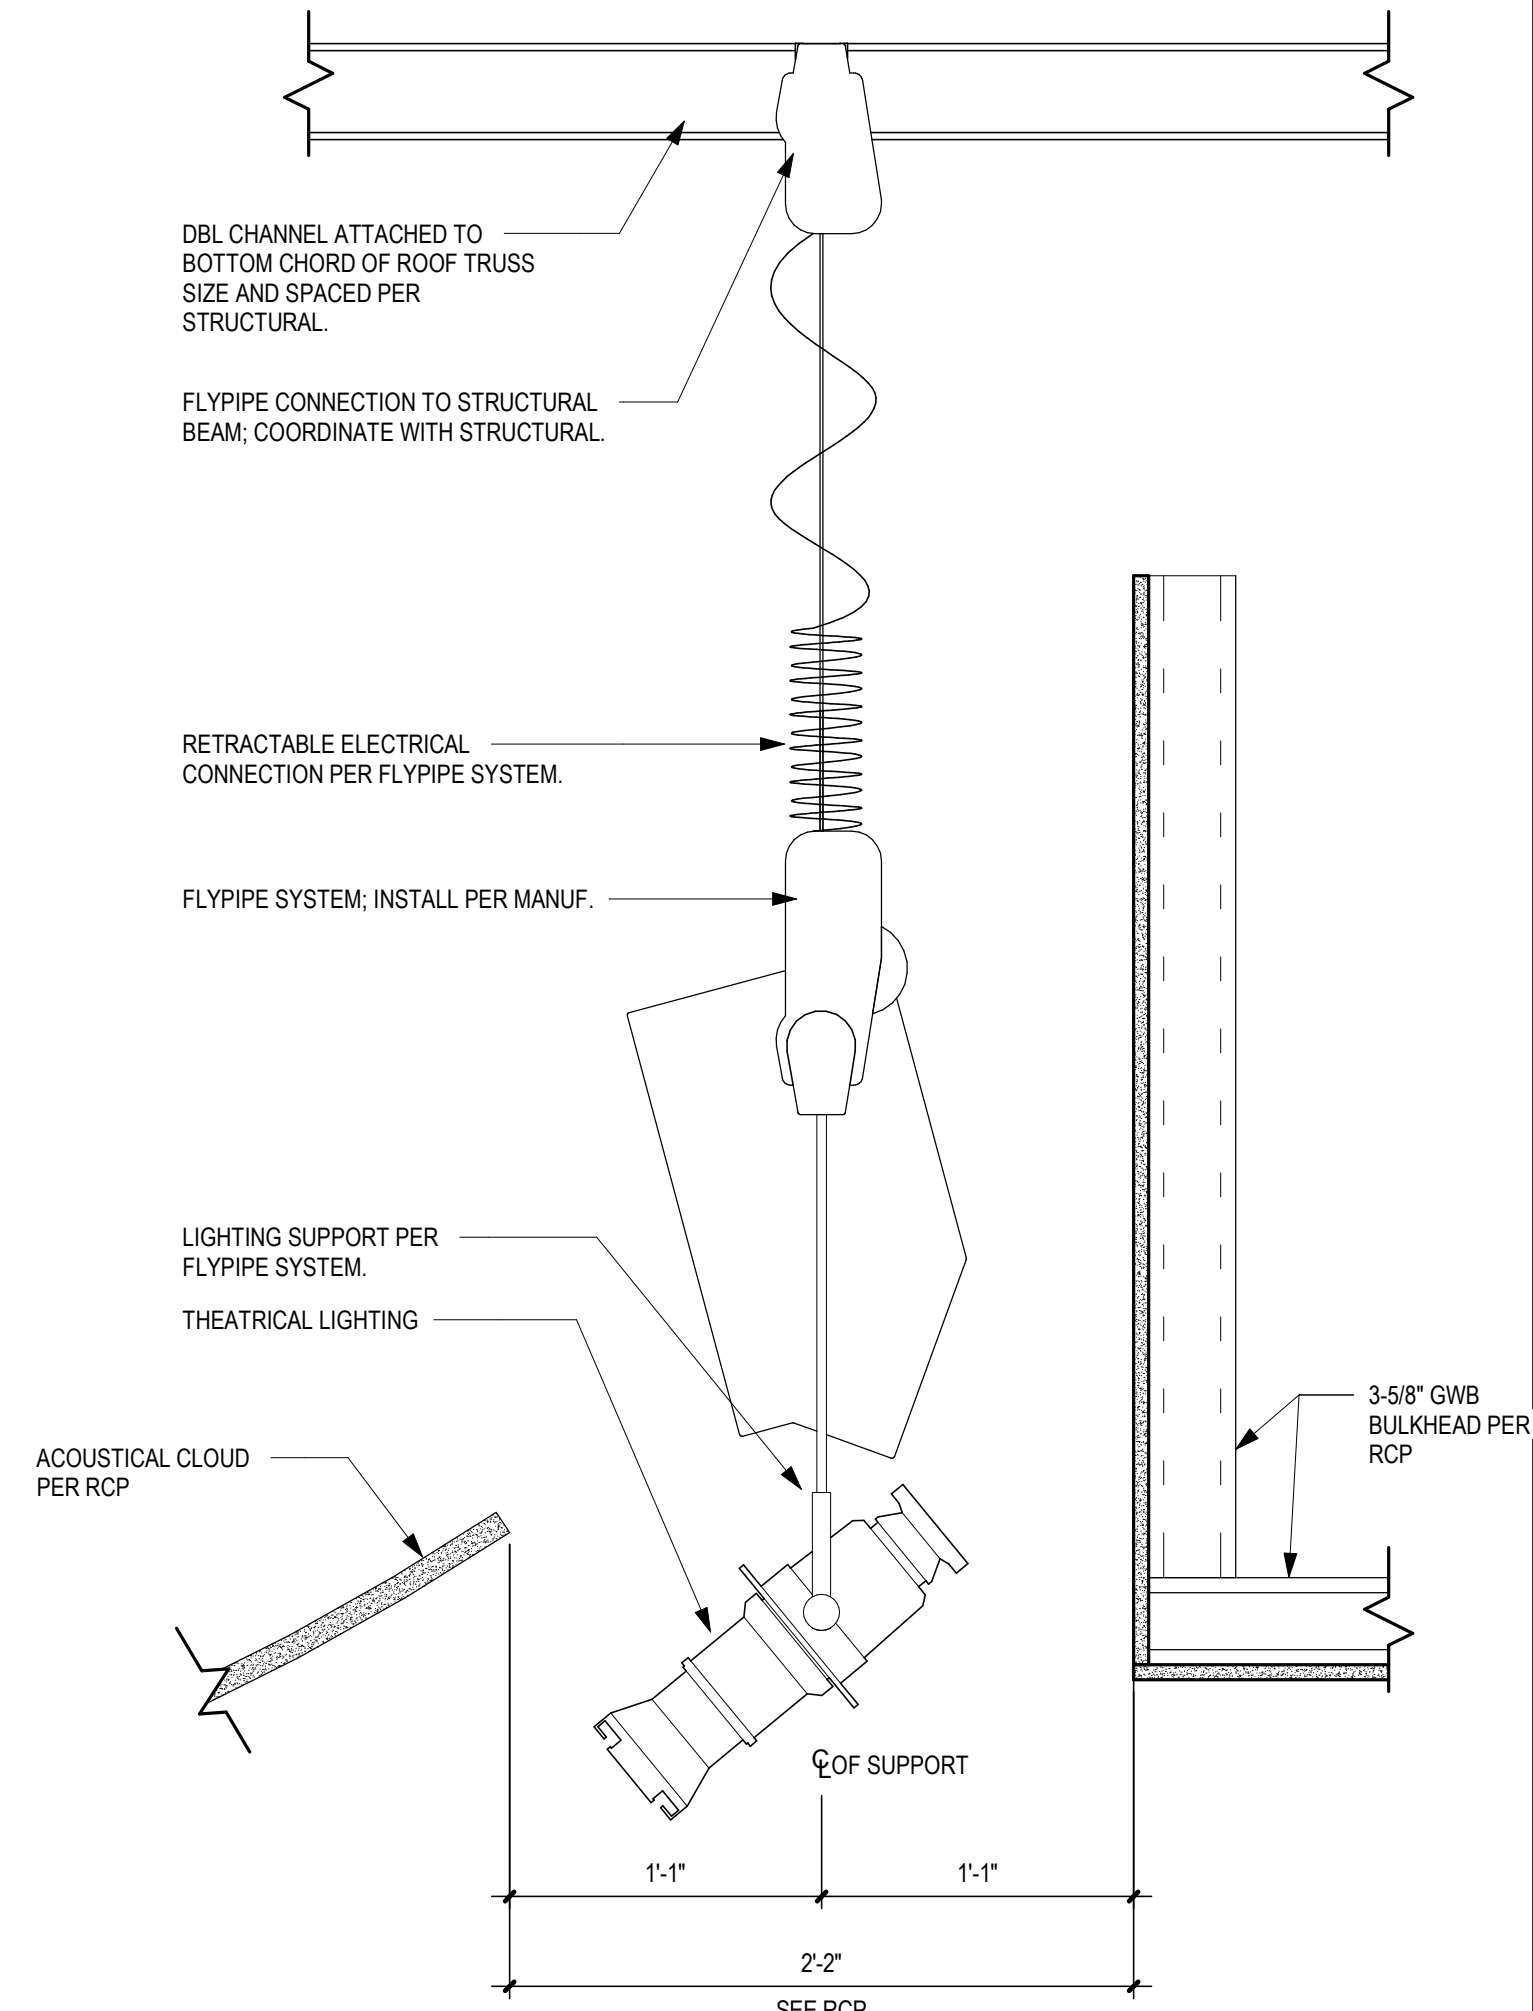 DBL CHANNEL ATTACHED TO
BOTTOM CHORD OF ROOF TRUSS
SIZE AND SPACED PER
STRUCTURAL.
FLYPIPE CONNECTION TO STRUCTURAL
BEAM; COORDINATE WITH STRUCTURAL.
RETRACTABLE ELECTRICAL
CONNECTION PER FLYPIPE SYSTEM.
FLYPIPE SYSTEM; INSTALL PER MANUF.
LIGHTING SUPPORT PER
FLYPIPE SYSTEM.
THEATRICAL LIGHTING
3-5/8" GWB
BULKHEAD PER
RCP
ACOUSTICAL CLOUD
PER RCP
℄ OF SUPPORT
1'-1"
1'-1"
2'-2"
SEE RCP